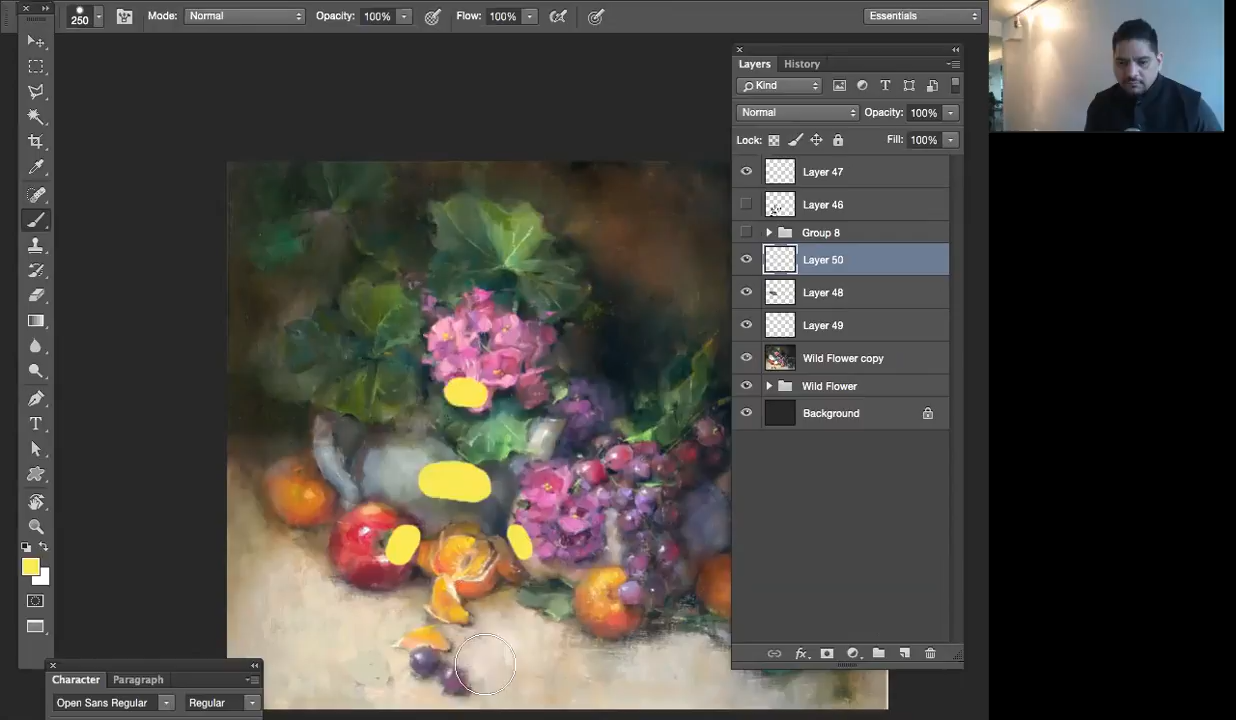 250 Mode: Normal Opacity: 100% Flow: 100% Essentials
Layers History
Kind
Normal Opacity: 100%
Lock: Fill: 100%
Layer 47
Layer 46
Group 8
Layer 50
Layer 48
Layer 49
Wild Flower copy
Wild Flower
Background
Character Paragraph
Open Sans Regular Regular